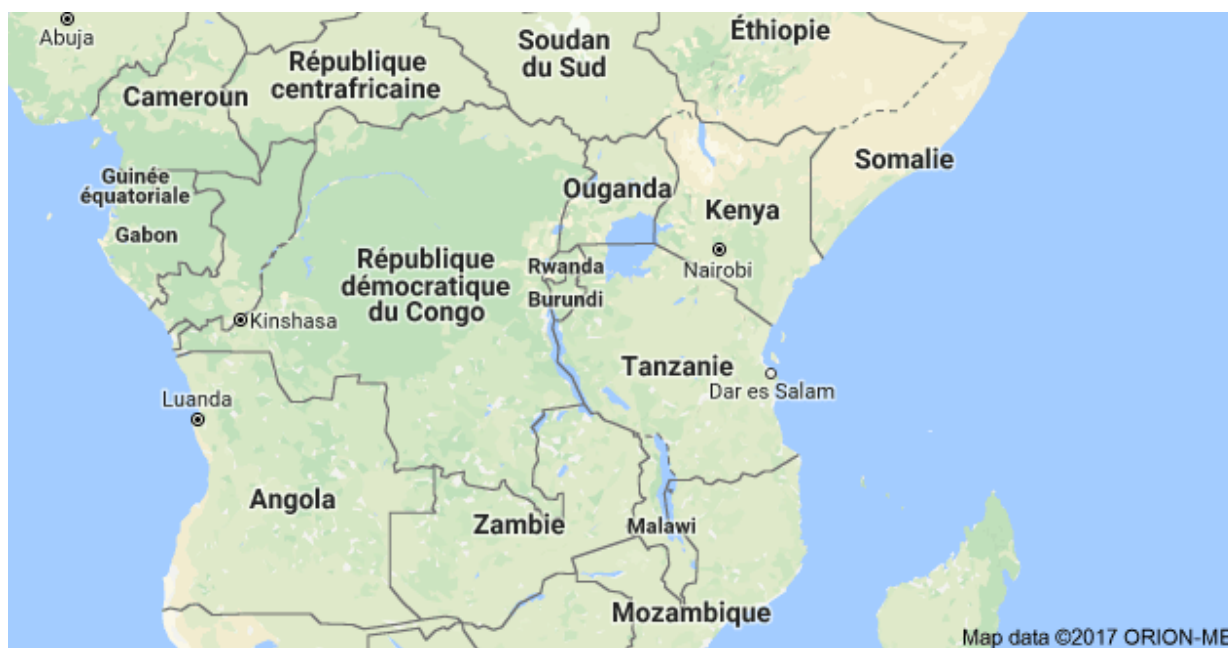 Abuja
Soudan
du Sud
Éthiopie
République
centrafricaine
Cameroun
Somalie
Guinée
équatoriale
Ouganda
Kenya
Gabon
Nairobi
République
démocratique
du Congo
Rwanda
Burundi
Kinshasa
Tanzanie
Dar es Salam
Luanda
Angola
Zambie
Malawi
Mozambique
Map data ©2017 ORION-ME